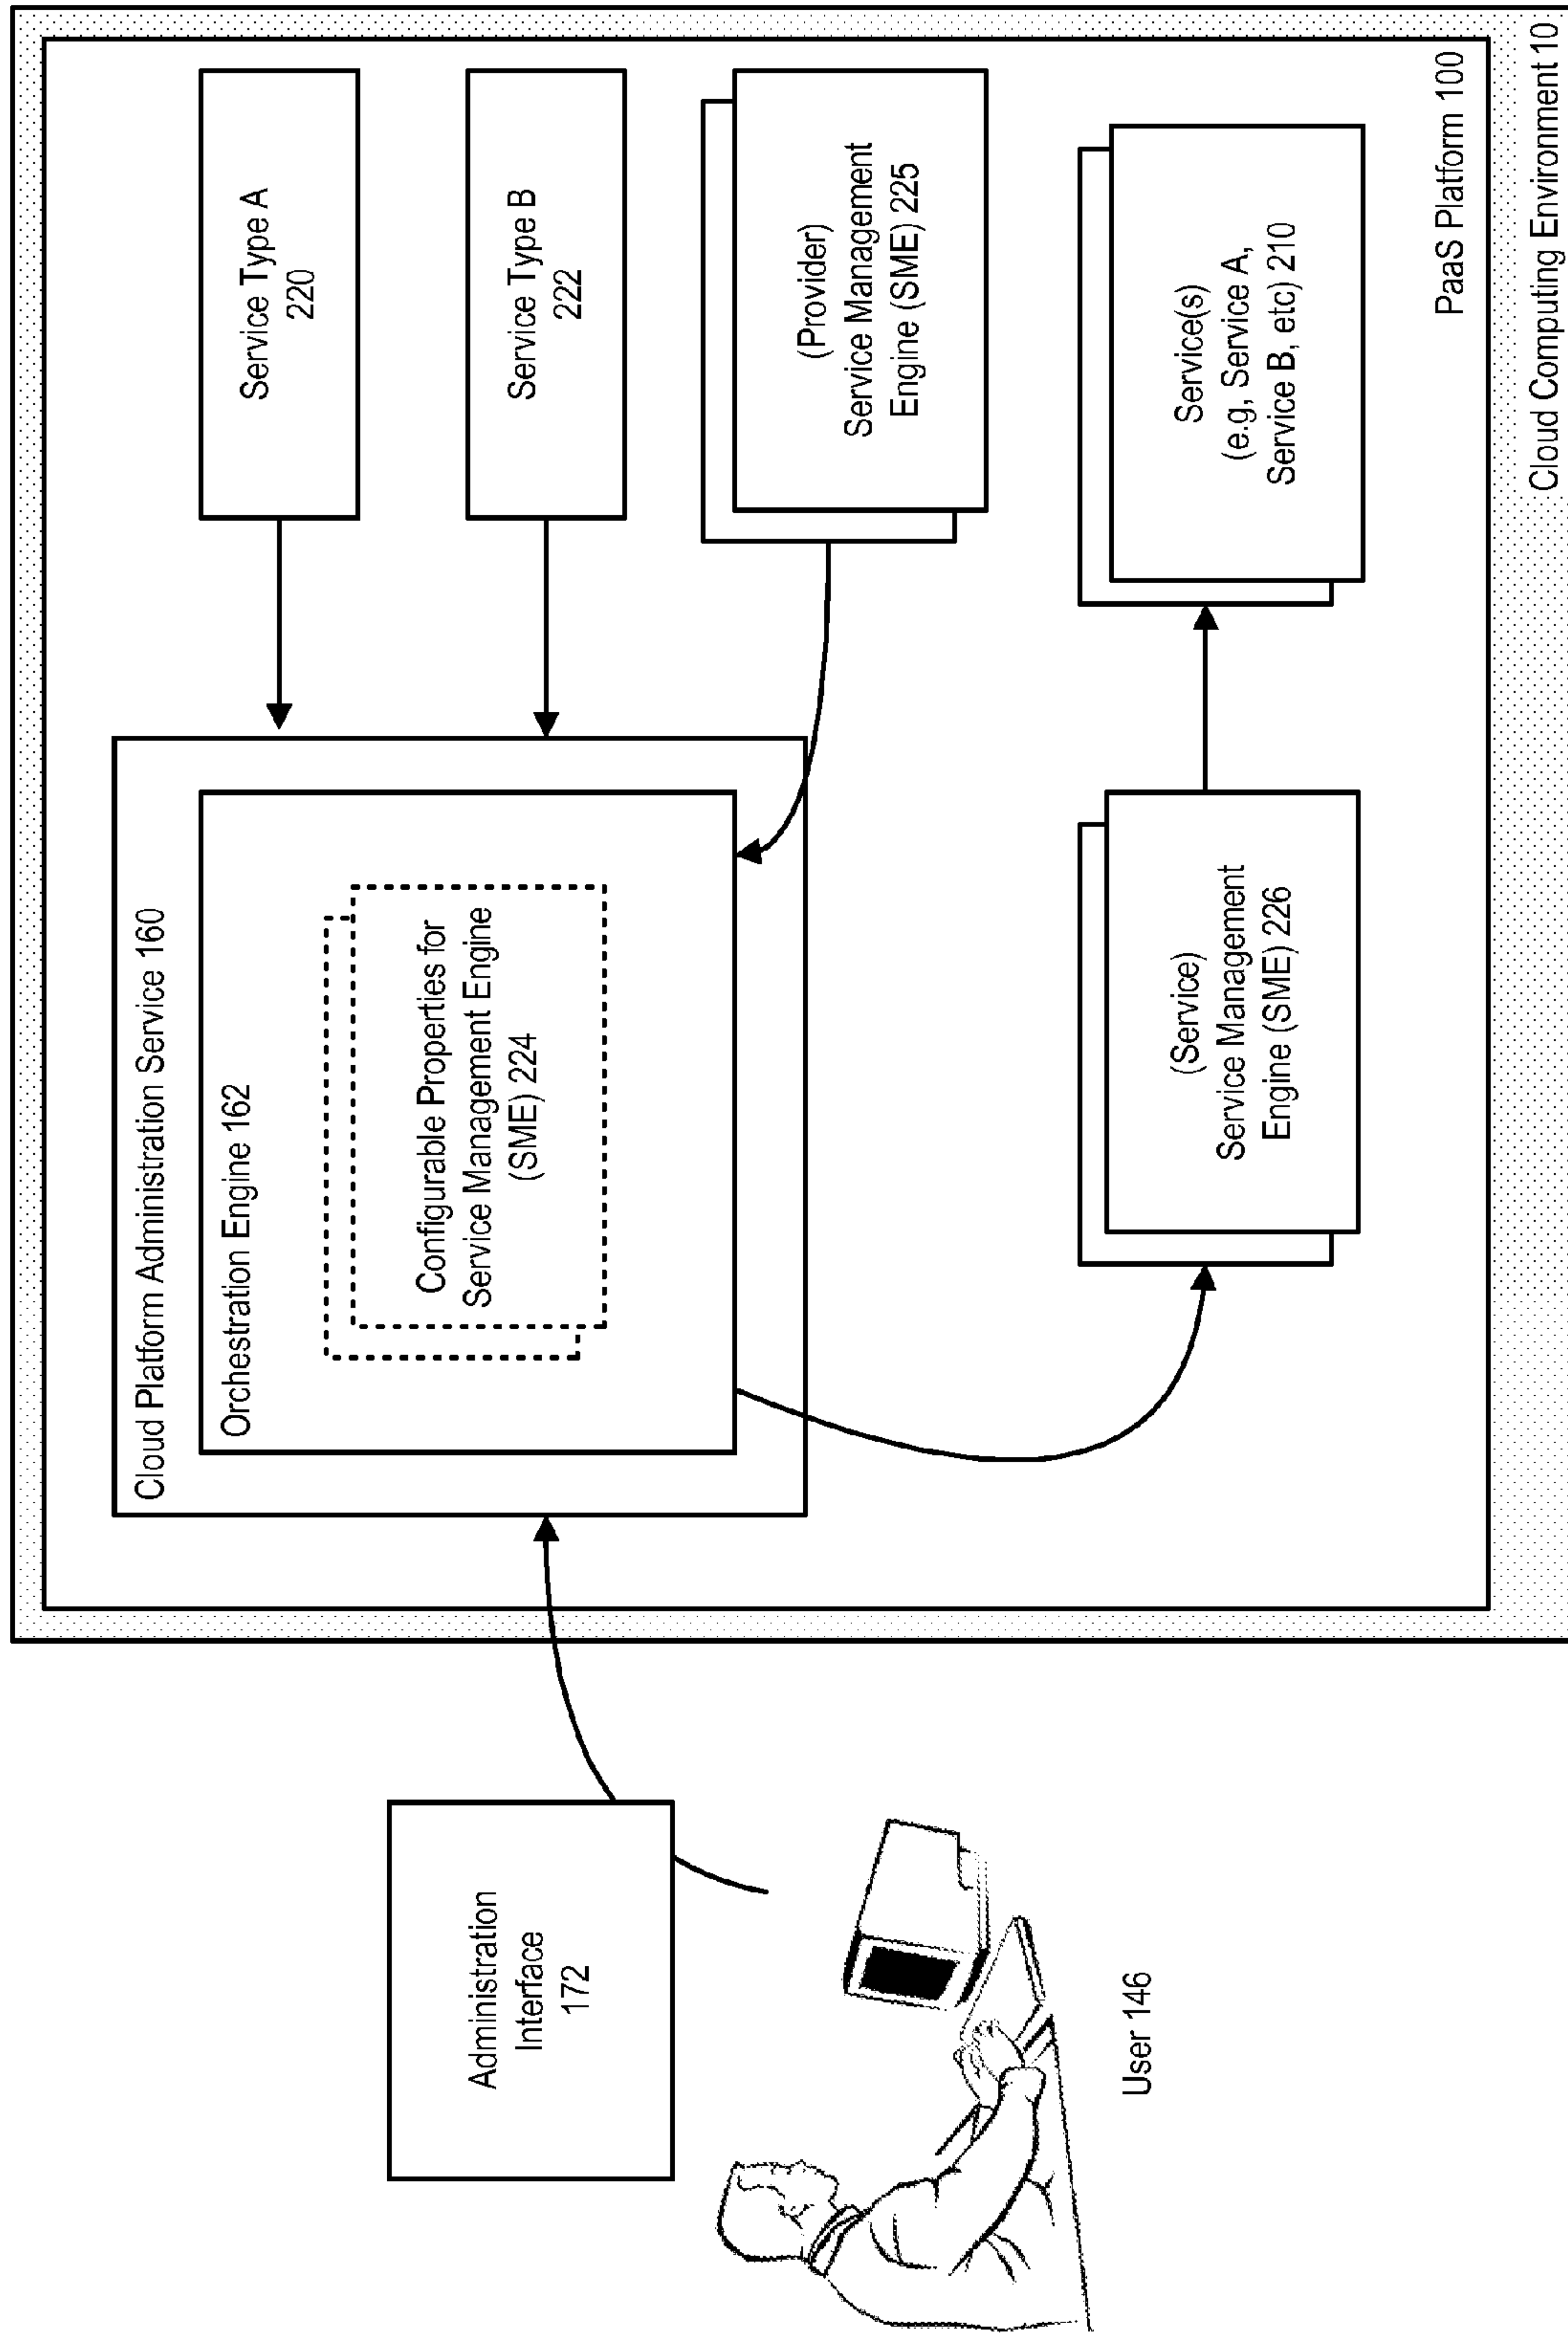 Cloud Platform Administration Service 160
Orchestration Engine 162
Configurable Properties for
Service Management Engine
(SME) 224
Service Type A
220
Service Type B
222
(Provider)
Service Management
Engine (SME) 225
Administration
Interface
172
User 146
(Service)
Service Management
Engine (SME) 226
Service(s)
(e.g, Service A,
Service B, etc) 210
PaaS Platform 100
Cloud Computing Environment 10